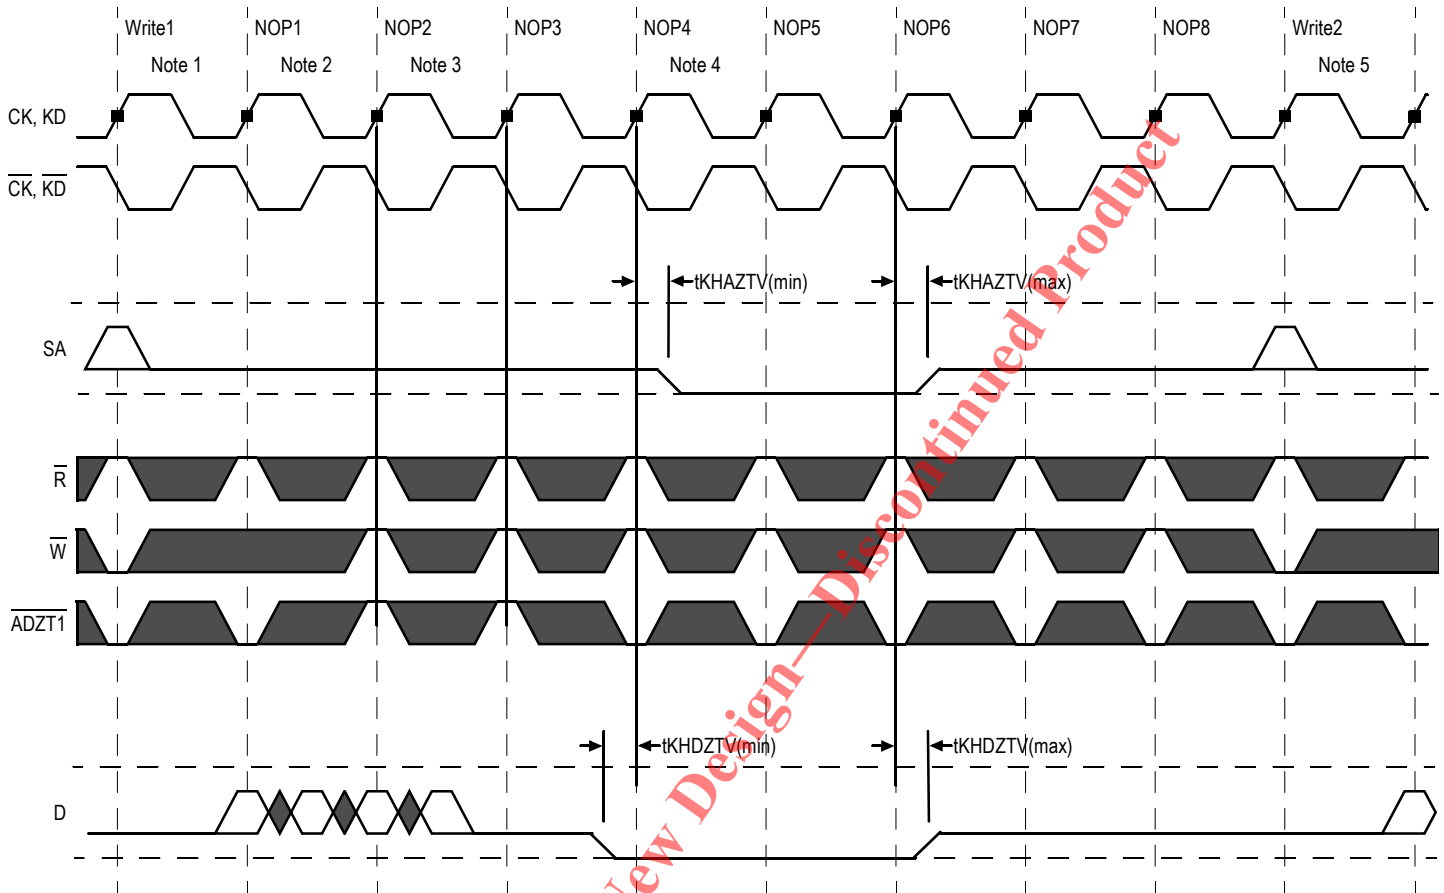 Write1 NOP1 NOP2 NOP3 NOP4 NOP5 NOP6 NOP7 NOP8 Write2
Note 1 Note 2 Note 3 Note 4 Note 5
CK, KD
CK, KD
tKHAZTV(min) tKHAZTV(max)
SA
R
W
ADZT1
tKHDZTV(min) tKHDZTV(max)
D
New Design—Discontinued Product